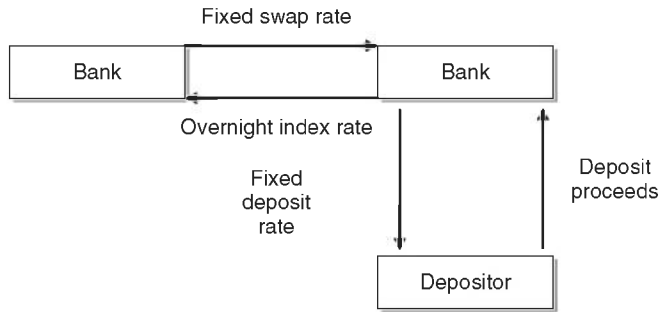 Fixed swap rate
Bank
Bank
Overnight index rate
Fixed
deposit
rate
Deposit
proceeds
Depositor